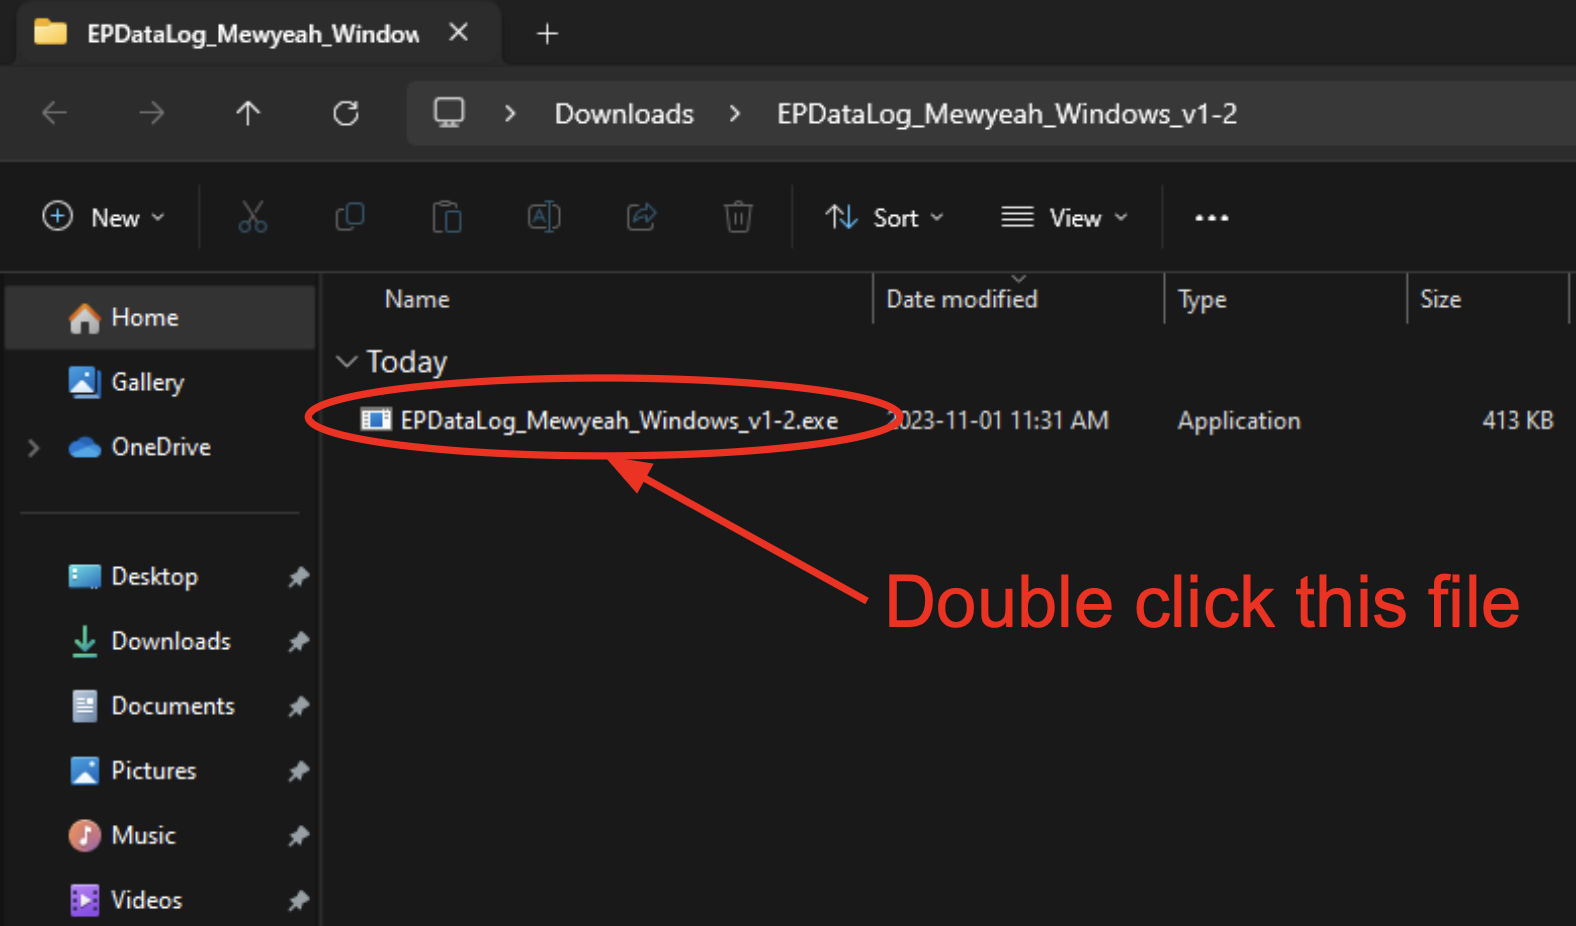 EPDataLog_Mewyeah_Window
Downloads EPDataLog_Mewyeah_Windows_v1-2
New Sort View
Name Date modified Type Size
Home
Gallery
OneDrive
Desktop
Downloads
Documents
Pictures
Music
Videos
Today
EPDataLog_Mewyeah_Windows_v1-2.exe 2023-11-01 11:31 AM Application 413 KB
Double click this file